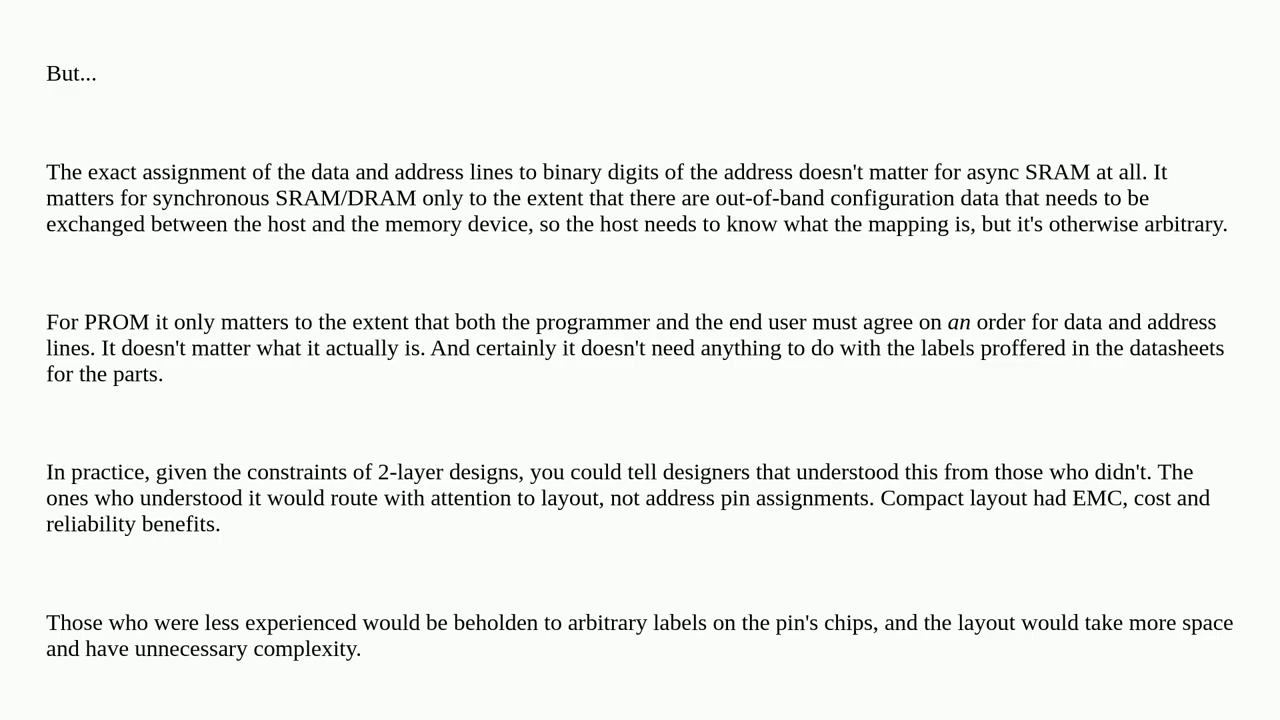 But...
The exact assignment of the data and address lines to binary digits of the address doesn't matter for async SRAM at all. It
matters for synchronous SRAM/DRAM only to the extent that there are out-of-band configuration data that needs to be
exchanged between the host and the memory device, so the host needs to know what the mapping is, but it's otherwise arbitrary.
For PROM it only matters to the extent that both the programmer and the end user must agree on an order for data and address
lines. It doesn't matter what it actually is. And certainly it doesn't need anything to do with the labels proffered in the datasheets
for the parts.
In practice, given the constraints of 2-layer designs, you could tell designers that understood this from those who didn't. The
ones who understood it would route with attention to layout, not address pin assignments. Compact layout had EMC, cost and
reliability benefits.
Those who were less experienced would be beholden to arbitrary labels on the pin's chips, and the layout would take more space
and have unnecessary complexity.